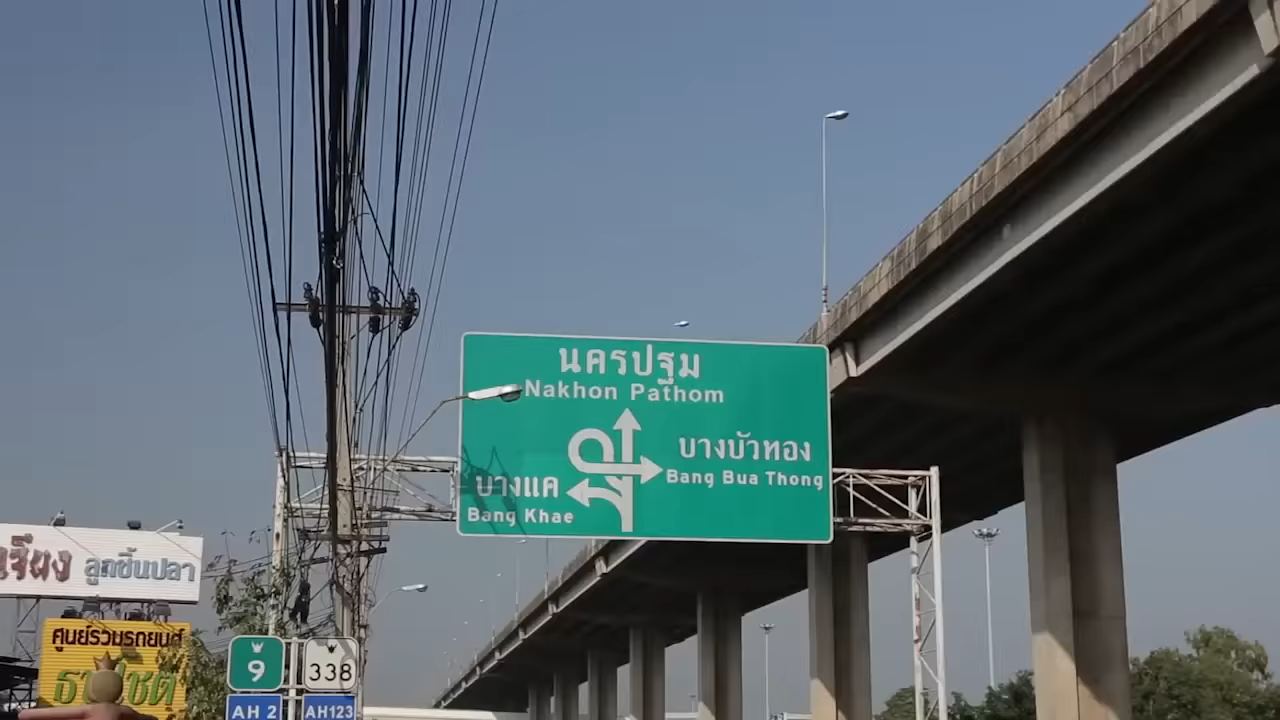 นครปฐม
Nakhon Pathom
บางบัวทอง
Bang Bua Thong
บางแค
Bang Khae
ลูกชิ้นปลา
ศูนย์รวมรถยนต์
9
338
AH 2
AH123